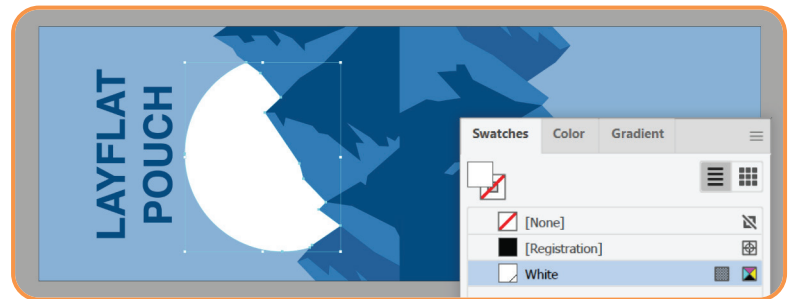 LAYFLAT
POUCH
Swatches Color Gradient
[None]
[Registration]
White